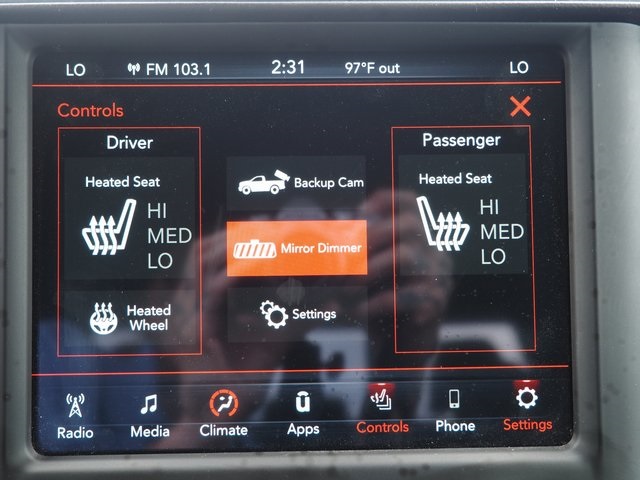 LO FM 103.1 2:31 97°F out LO
Controls
Driver
Heated Seat
HI
MED
LO
Heated
Wheel
Backup Cam
Mirror Dimmer
Settings
Passenger
Heated Seat
HI
MED
LO
Radio Media Climate Apps Controls Phone Settings